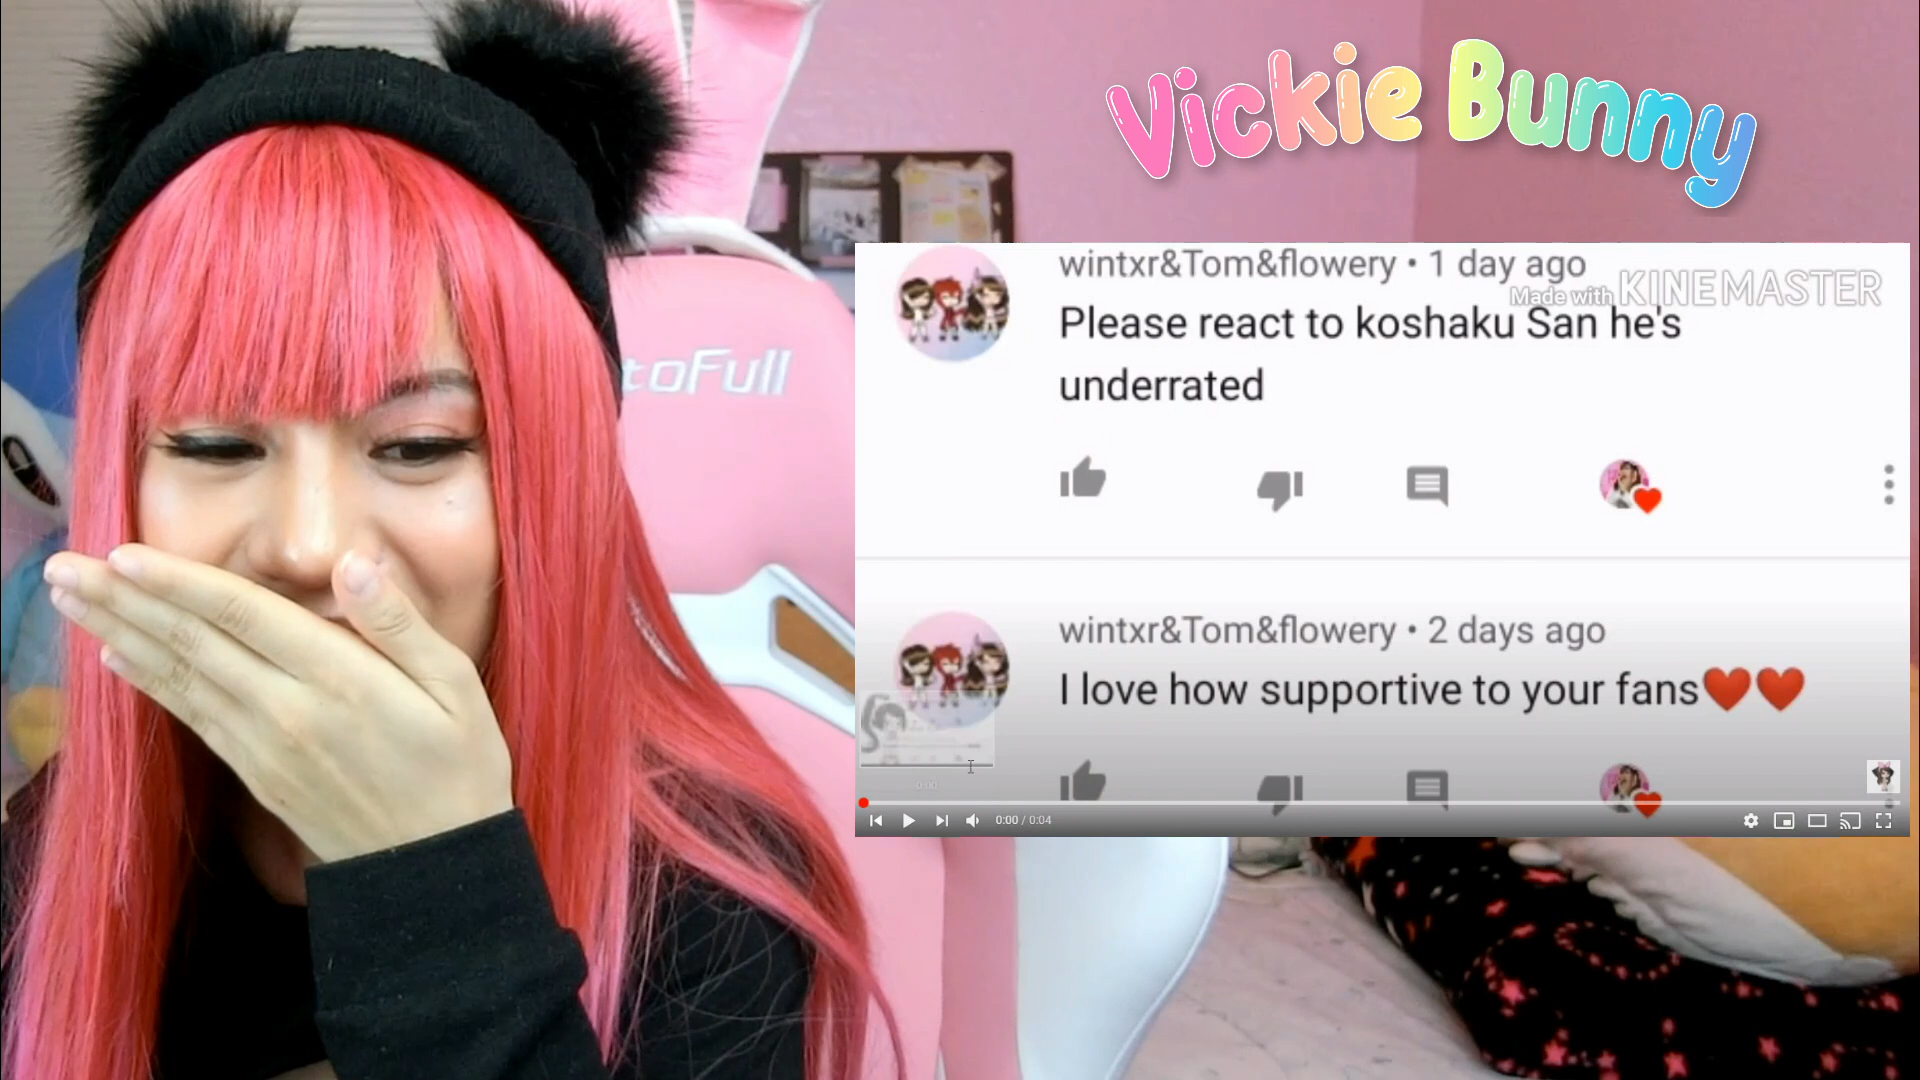 Vickie Bunny
wintxr&Tom&flowery • 1 day ago
Made with KINEMASTER
Please react to koshaku San he's
underrated
toFull
wintxr&Tom&flowery • 2 days ago
I love how supportive to your fans❤️❤️
0:00 / 0:04